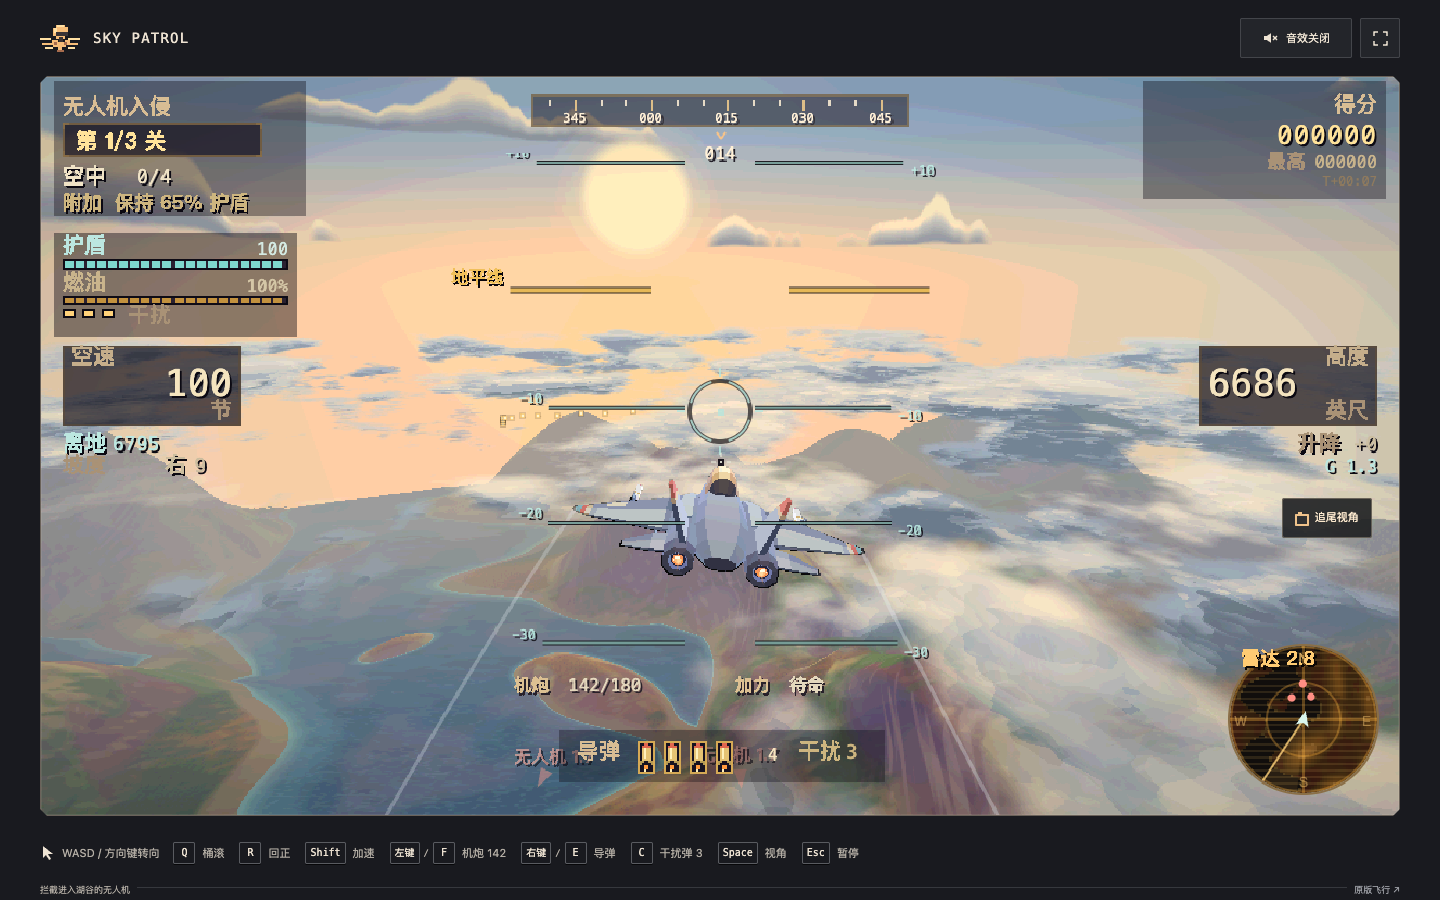 SKY PATROL
音效关闭
无人机入侵
第 1/3 关
空中 0/4
附加 保持 65% 护盾
护盾 100
燃油 100%
干扰
空速
100
节
离地 6795
右 9
345 000 015 030 045
014
+10 +10
地平线
-10 -10
-20 -20
-30 -30
得分
000000
最高 000000
T+00:07
高度
6686
英尺
升降 +0
G 1.3
追尾视角
机炮 142/180 加力 待命
无人机
导弹 4 干扰 3
雷达 2.8
N
W E
S
WASD / 方向键转向 Q 桶滚 R 回正 Shift 加速 左键 / F 机炮 142 右键 / E 导弹 C 干扰弹 3 Space 视角 Esc 暂停
拦截进入湖谷的无人机
原版飞行 ↗